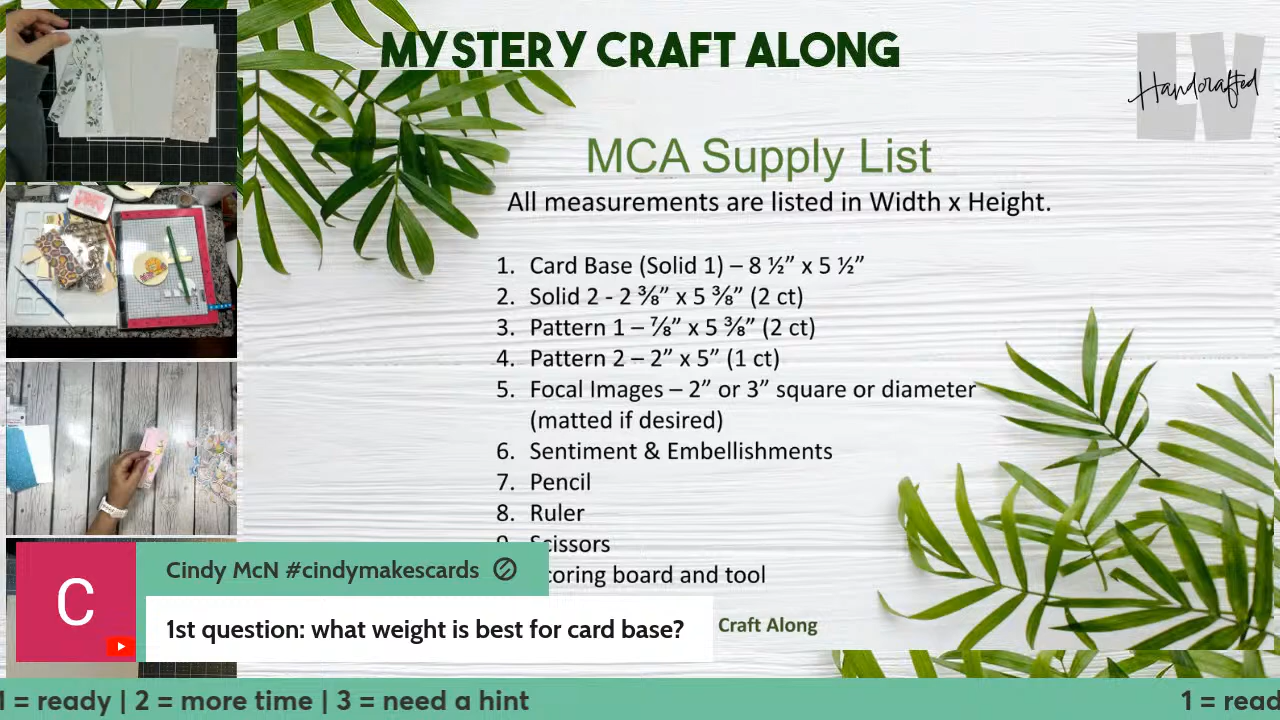 MYSTERY CRAFT ALONG
Handcrafted
MCA Supply List
All measurements are listed in Width x Height.
1. Card Base (Solid 1) – 8 ½” x 5 ½”
2. Solid 2 - 2 ⅜” x 5 ⅜” (2 ct)
3. Pattern 1 – ⅞” x 5 ⅜” (2 ct)
4. Pattern 2 – 2” x 5” (1 ct)
5. Focal Images – 2” or 3” square or diameter
(matted if desired)
6. Sentiment & Embellishments
7. Pencil
8. Ruler
9. Scissors
coring board and tool
Craft Along
C
Cindy McN #cindymakescards
1st question: what weight is best for card base?
1 = ready | 2 = more time | 3 = need a hint
1 = read